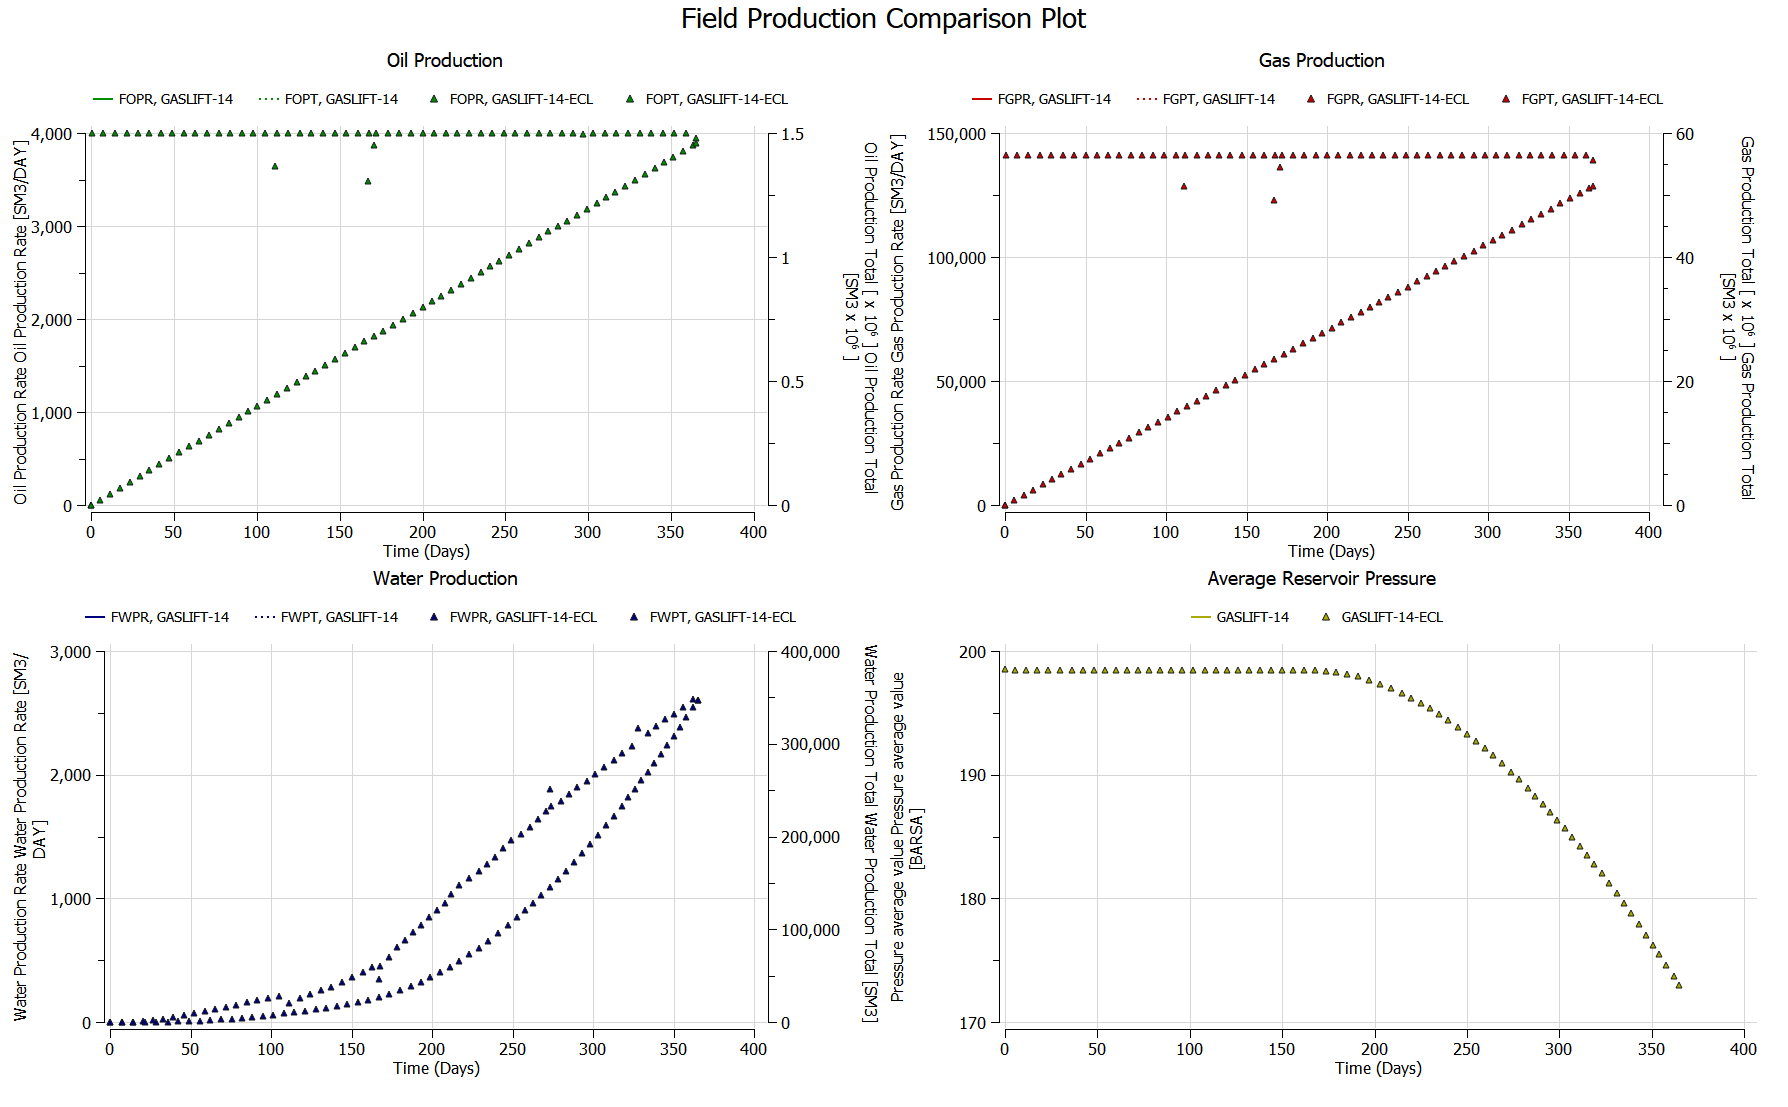 Field Production Comparison Plot
Oil Production
FOPR, GASLIFT-14 FOPT, GASLIFT-14 FOPR, GASLIFT-14-ECL FOPT, GASLIFT-14-ECL
Oil Production Rate Oil Production Rate [SM3/DAY]
4,000
3,000
2,000
1,000
0
1.5
1
0.5
0
Oil Production Total [ x 10⁶ ] Oil Production Total
[SM3 x 10⁶ ]
0 50 100 150 200 250 300 350 400
Time (Days)
Gas Production
FGPR, GASLIFT-14 FGPT, GASLIFT-14 FGPR, GASLIFT-14-ECL FGPT, GASLIFT-14-ECL
Gas Production Rate Gas Production Rate [SM3/DAY]
150,000
100,000
50,000
0
60
40
20
0
Gas Production Total [ x 10⁶ ] Gas Production Total
[SM3 x 10⁶ ]
0 50 100 150 200 250 300 350 400
Time (Days)
Water Production
FWPR, GASLIFT-14 FWPT, GASLIFT-14 FWPR, GASLIFT-14-ECL FWPT, GASLIFT-14-ECL
Water Production Rate Water Production Rate [SM3/
DAY]
3,000
2,000
1,000
0
400,000
300,000
200,000
100,000
0
Water Production Total Water Production Total [SM3]
0 50 100 150 200 250 300 350 400
Time (Days)
Average Reservoir Pressure
GASLIFT-14 GASLIFT-14-ECL
Pressure average value Pressure average value
[BARSA]
200
190
180
170
0 50 100 150 200 250 300 350 400
Time (Days)